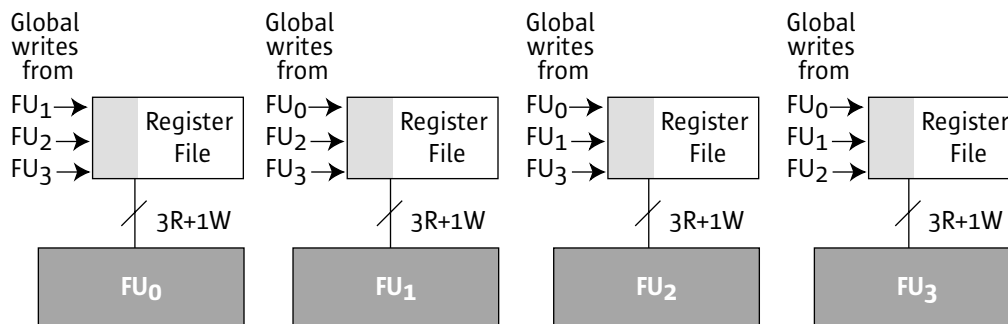 Global
writes
from
FU0
FU1
FU2
FU3
Register
File
3R+1W
FU0
Global
writes
from
FU0
FU2
FU3
Register
File
3R+1W
FU1
Global
writes
from
FU0
FU1
FU3
Register
File
3R+1W
FU2
Global
writes
from
FU0
FU1
FU2
Register
File
3R+1W
FU3